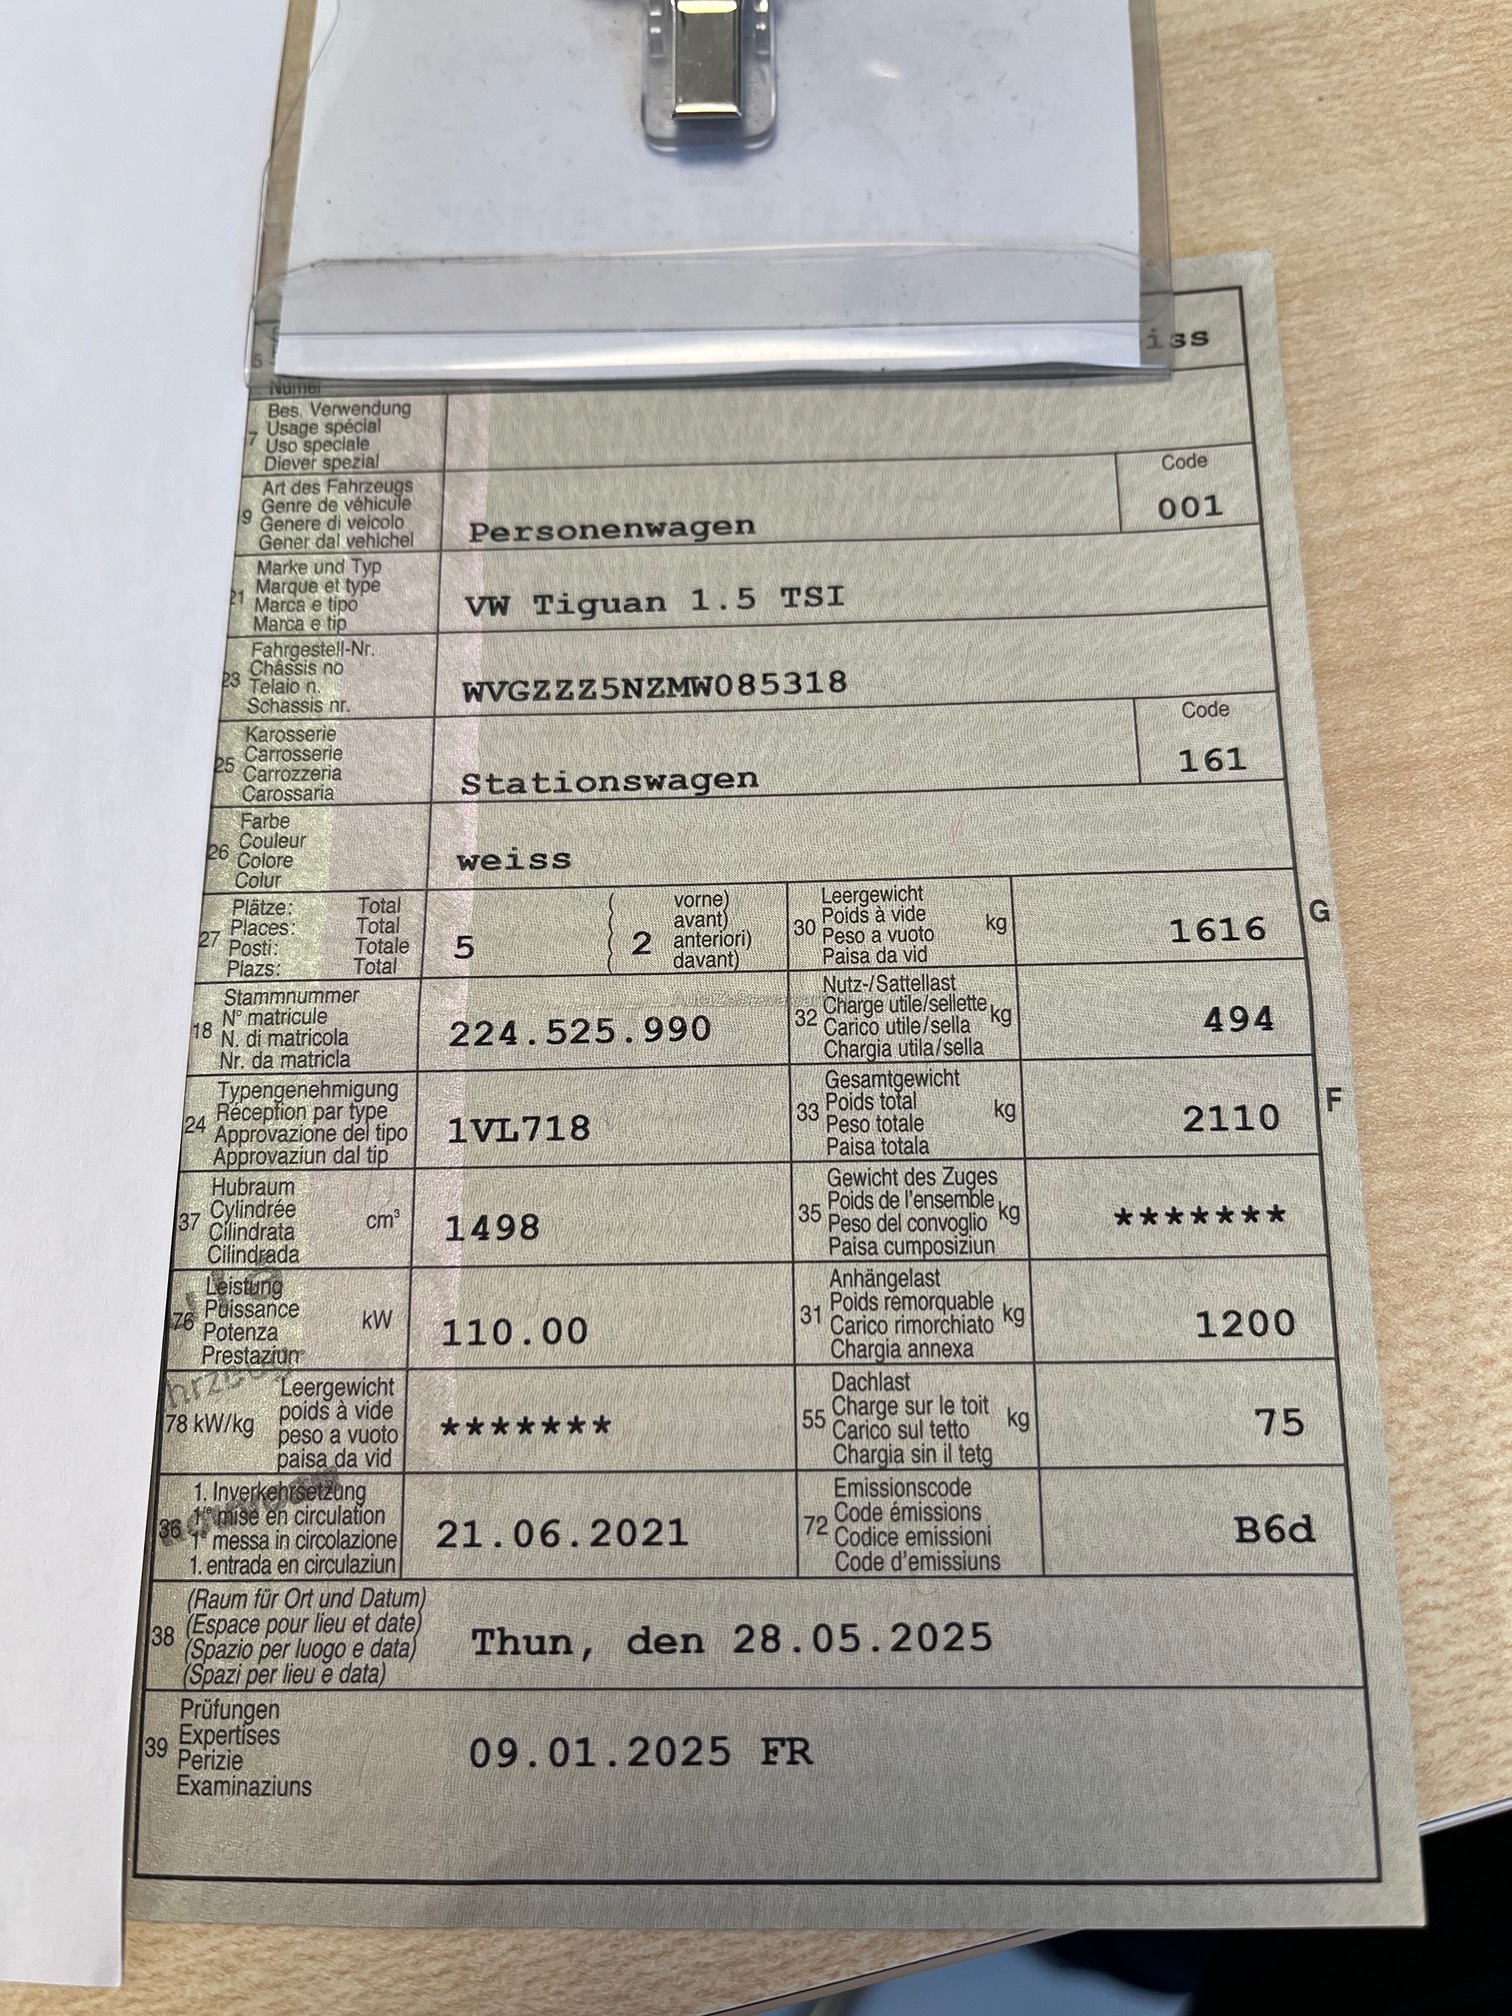 iss
5
Numer
Bes. Verwendung
Usage spécial
7
Uso speciale
Diever spezial
Art des Fahrzeugs
Genre de véhicule
19
Genere di veicolo
Gener dal vehichel
Personenwagen
Code
001
Marke und Typ
Marque et type
21
Marca e tipo
Marca e tip
VW Tiguan 1.5 TSI
Fahrgestell-Nr.
Châssis no
23
Telaio n.
Schassis nr.
WVGZZZ5NZMW085318
Karosserie
Carrosserie
25
Carrozzeria
Carossaria
Stationswagen
Code
161
Farbe
Couleur
26
Colore
Colur
weiss
Plätze: Total
Places: Total
27
Posti: Totale
Plazs: Total
5
( 2
vorne)
avant)
anteriori)
davant)
Leergewicht
Poids à vide
30 kg
Peso a vuoto
Paisa da vid
1616
G
Stammnummer
N° matricule
18
N. di matricola
Nr. da matricla
224.525.990
Nutz-/Sattellast
Charge utile/sellette
32 kg
Carico utile/sella
Chargia utila/sella
494
Typengenehmigung
Réception par type
24
Approvazione del tipo
Approvaziun dal tip
1VL718
Gesamtgewicht
Poids total
33 kg
Peso totale
Paisa totala
2110
F
Hubraum
Cylindrée
37 cm³
Cilindrata
Cilindrada
1498
Gewicht des Zuges
Poids de l'ensemble
35 kg
Peso del convoglio
Paisa cumposiziun
*******
Leistung
Puissance
76 kW
Potenza
Prestaziun
110.00
Anhängelast
Poids remorquable
31 kg
Carico rimorchiato
Chargia annexa
1200
Leergewicht
poids à vide
78 kW/kg
peso a vuoto
paisa da vid
*******
Dachlast
Charge sur le toit
55 kg
Carico sul tetto
Chargia sin il tetg
75
1. Inverkehrsetzung
1re mise en circulation
36
1a messa in circolazione
1. entrada en circulaziun
21.06.2021
Emissionscode
Code émissions
72
Codice emissioni
Code d'emissiuns
B6d
(Raum für Ort und Datum)
(Espace pour lieu et date)
38
(Spazio per luogo e data)
(Spazi per lieu e data)
Thun, den 28.05.2025
Prüfungen
Expertises
39
Perizie
Examinaziuns
09.01.2025 FR